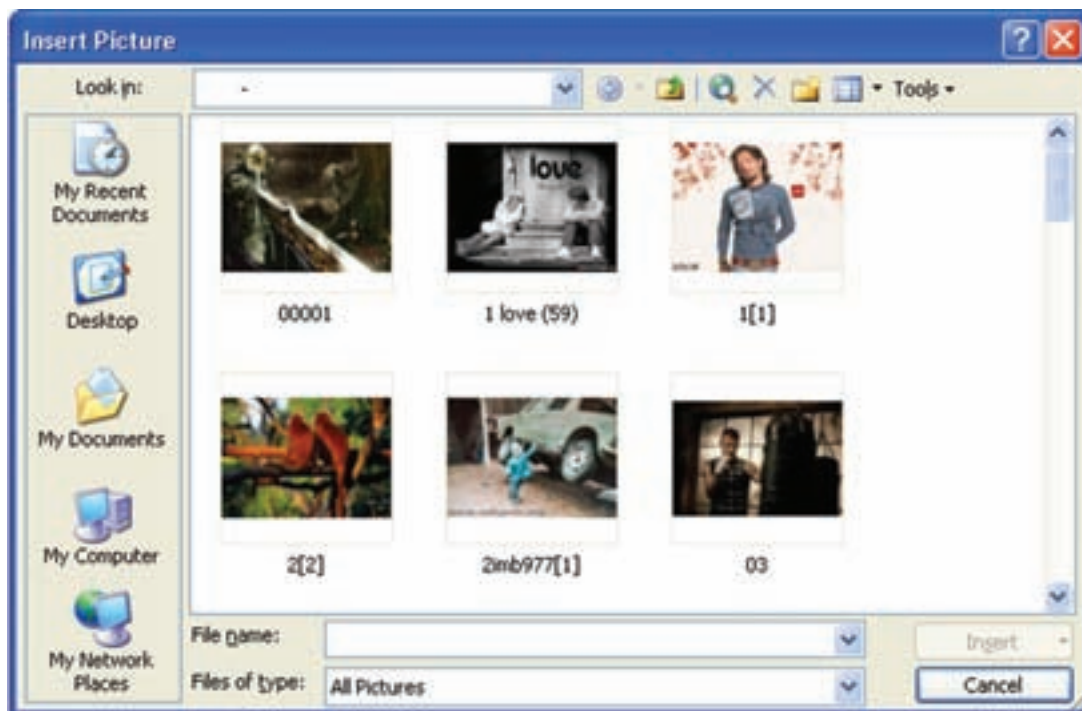 Insert Picture
Look in:
Tools
My Recent
Documents
Desktop
My Documents
My Computer
My Network
Places
love
00001
1 love (59)
1[1]
2[2]
2imb977[1]
03
File name:
Insert
Files of type:
All Pictures
Cancel